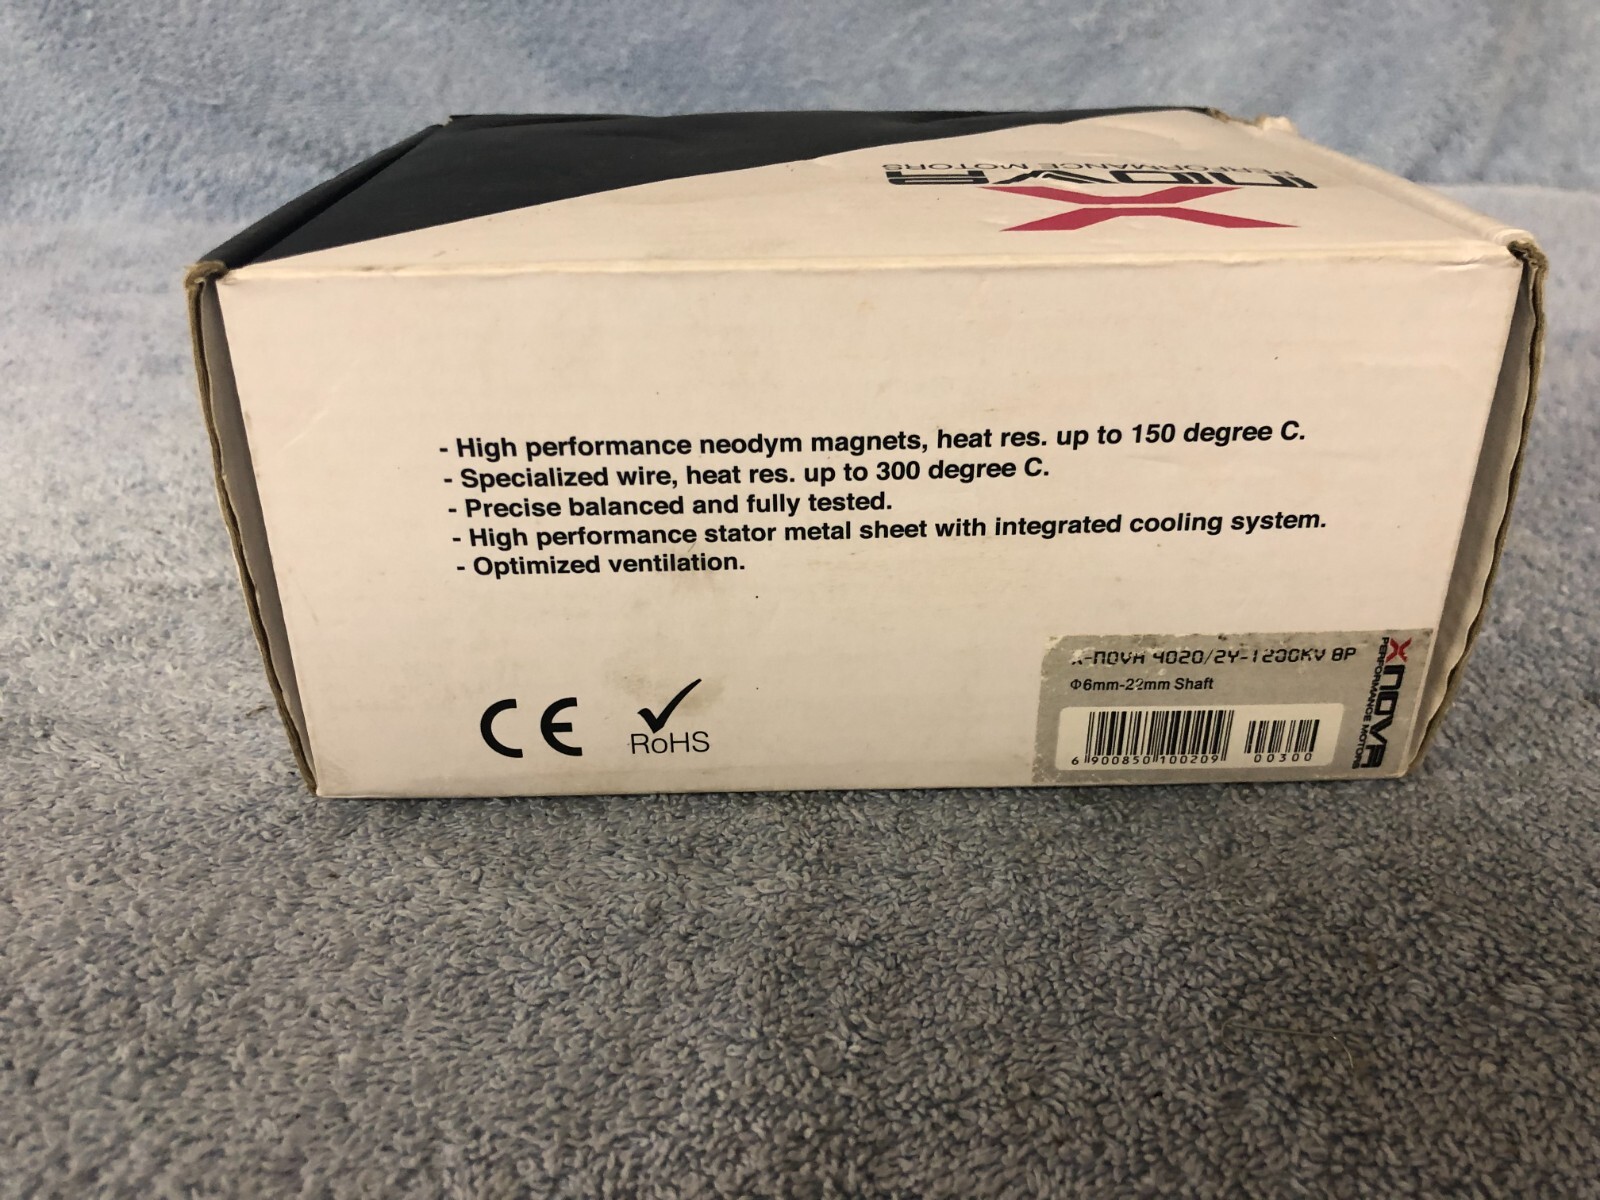 XNOVA
PERFORMANCE MOTORS
- High performance neodym magnets, heat res. up to 150 degree C.
- Specialized wire, heat res. up to 300 degree C.
- Precise balanced and fully tested.
- High performance stator metal sheet with integrated cooling system.
- Optimized ventilation.
CE
RoHS
X-NOVA 4020/2Y-1200KV 8P
Φ6mm-22mm Shaft
6 900850 100209
00300
XNOVA
PERFORMANCE MOTORS